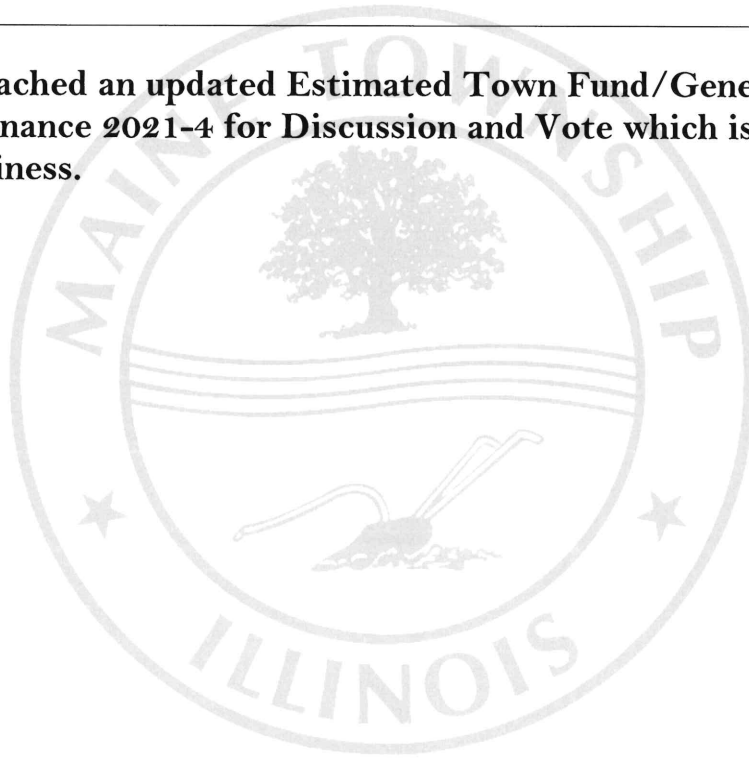 ached an updated Estimated Town Fund/Gene
nance 2021-4 for Discussion and Vote which is
iness.
MAINE TOWNSHIP
ILLINOIS